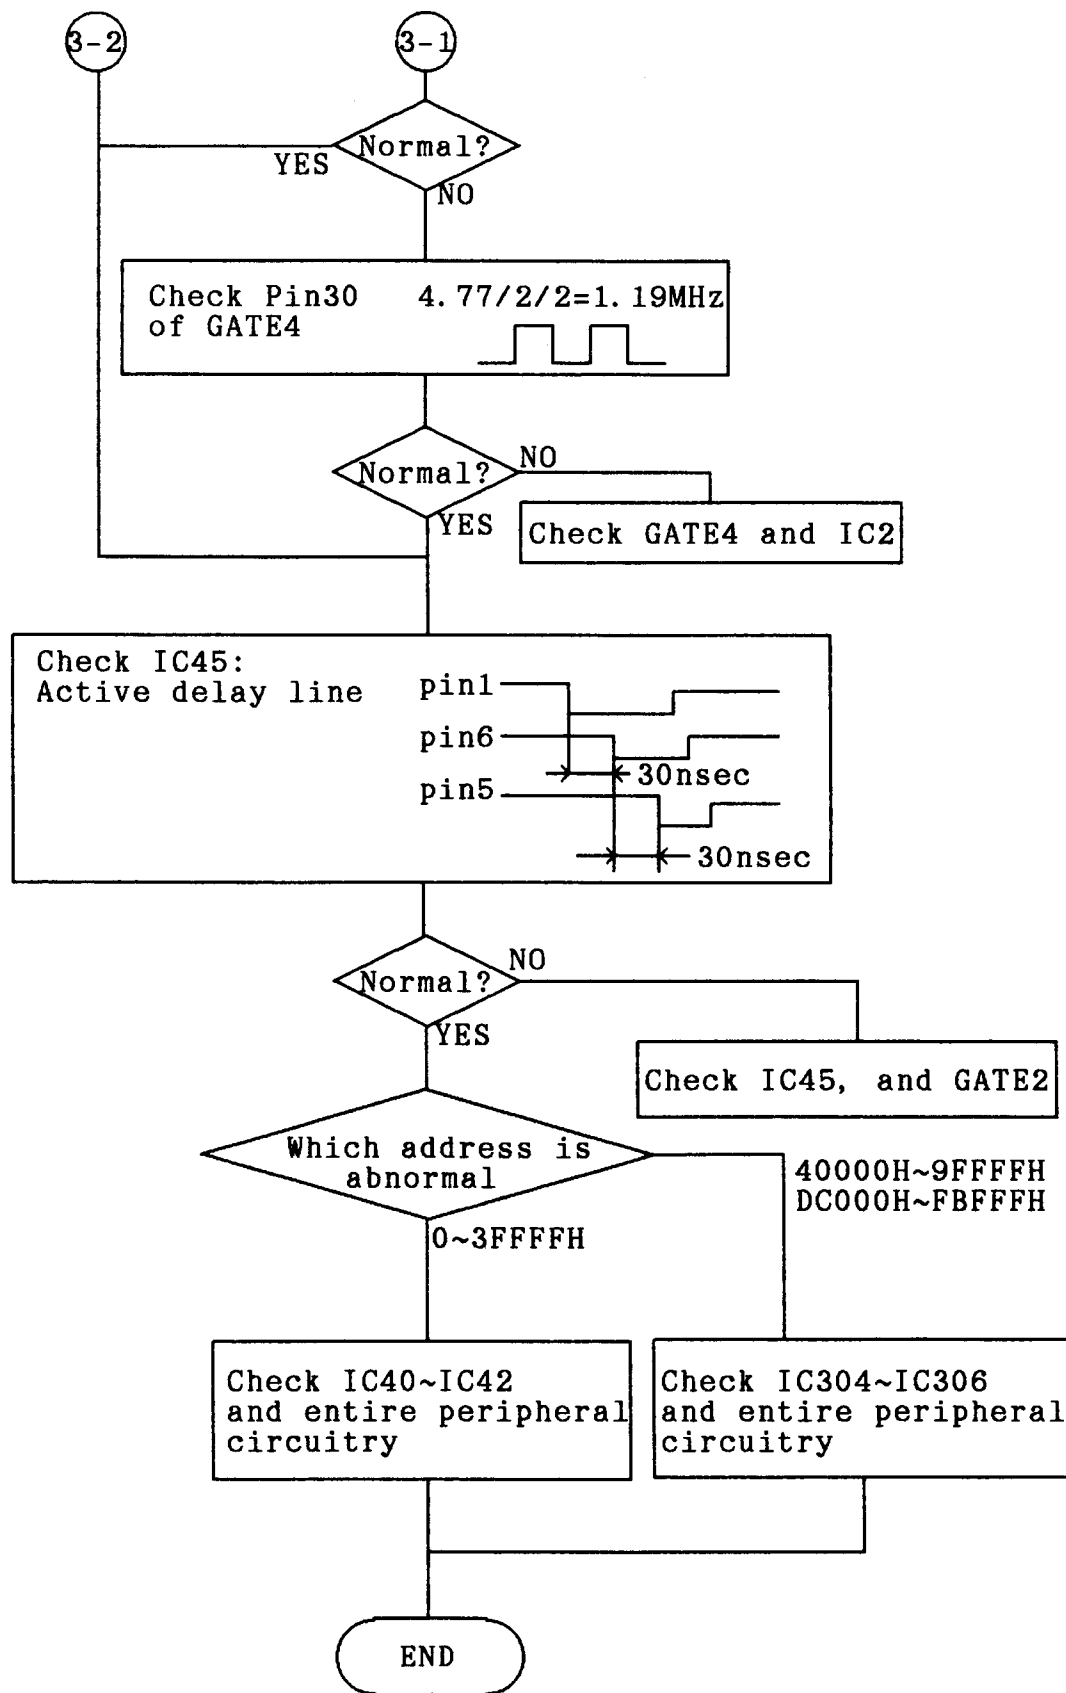 3-2
3-1
Normal?
YES
NO
Check Pin30 4.77/2/2=1.19MHz
of GATE4
Normal?
NO
YES
Check GATE4 and IC2
Check IC45:
Active delay line
pin1
pin6
30nsec
pin5
30nsec
Normal?
NO
YES
Check IC45, and GATE2
Which address is
abnormal
40000H~9FFFFH
DC000H~FBFFFH
0~3FFFFH
Check IC40~IC42
and entire peripheral
circuitry
Check IC304~IC306
and entire peripheral
circuitry
END